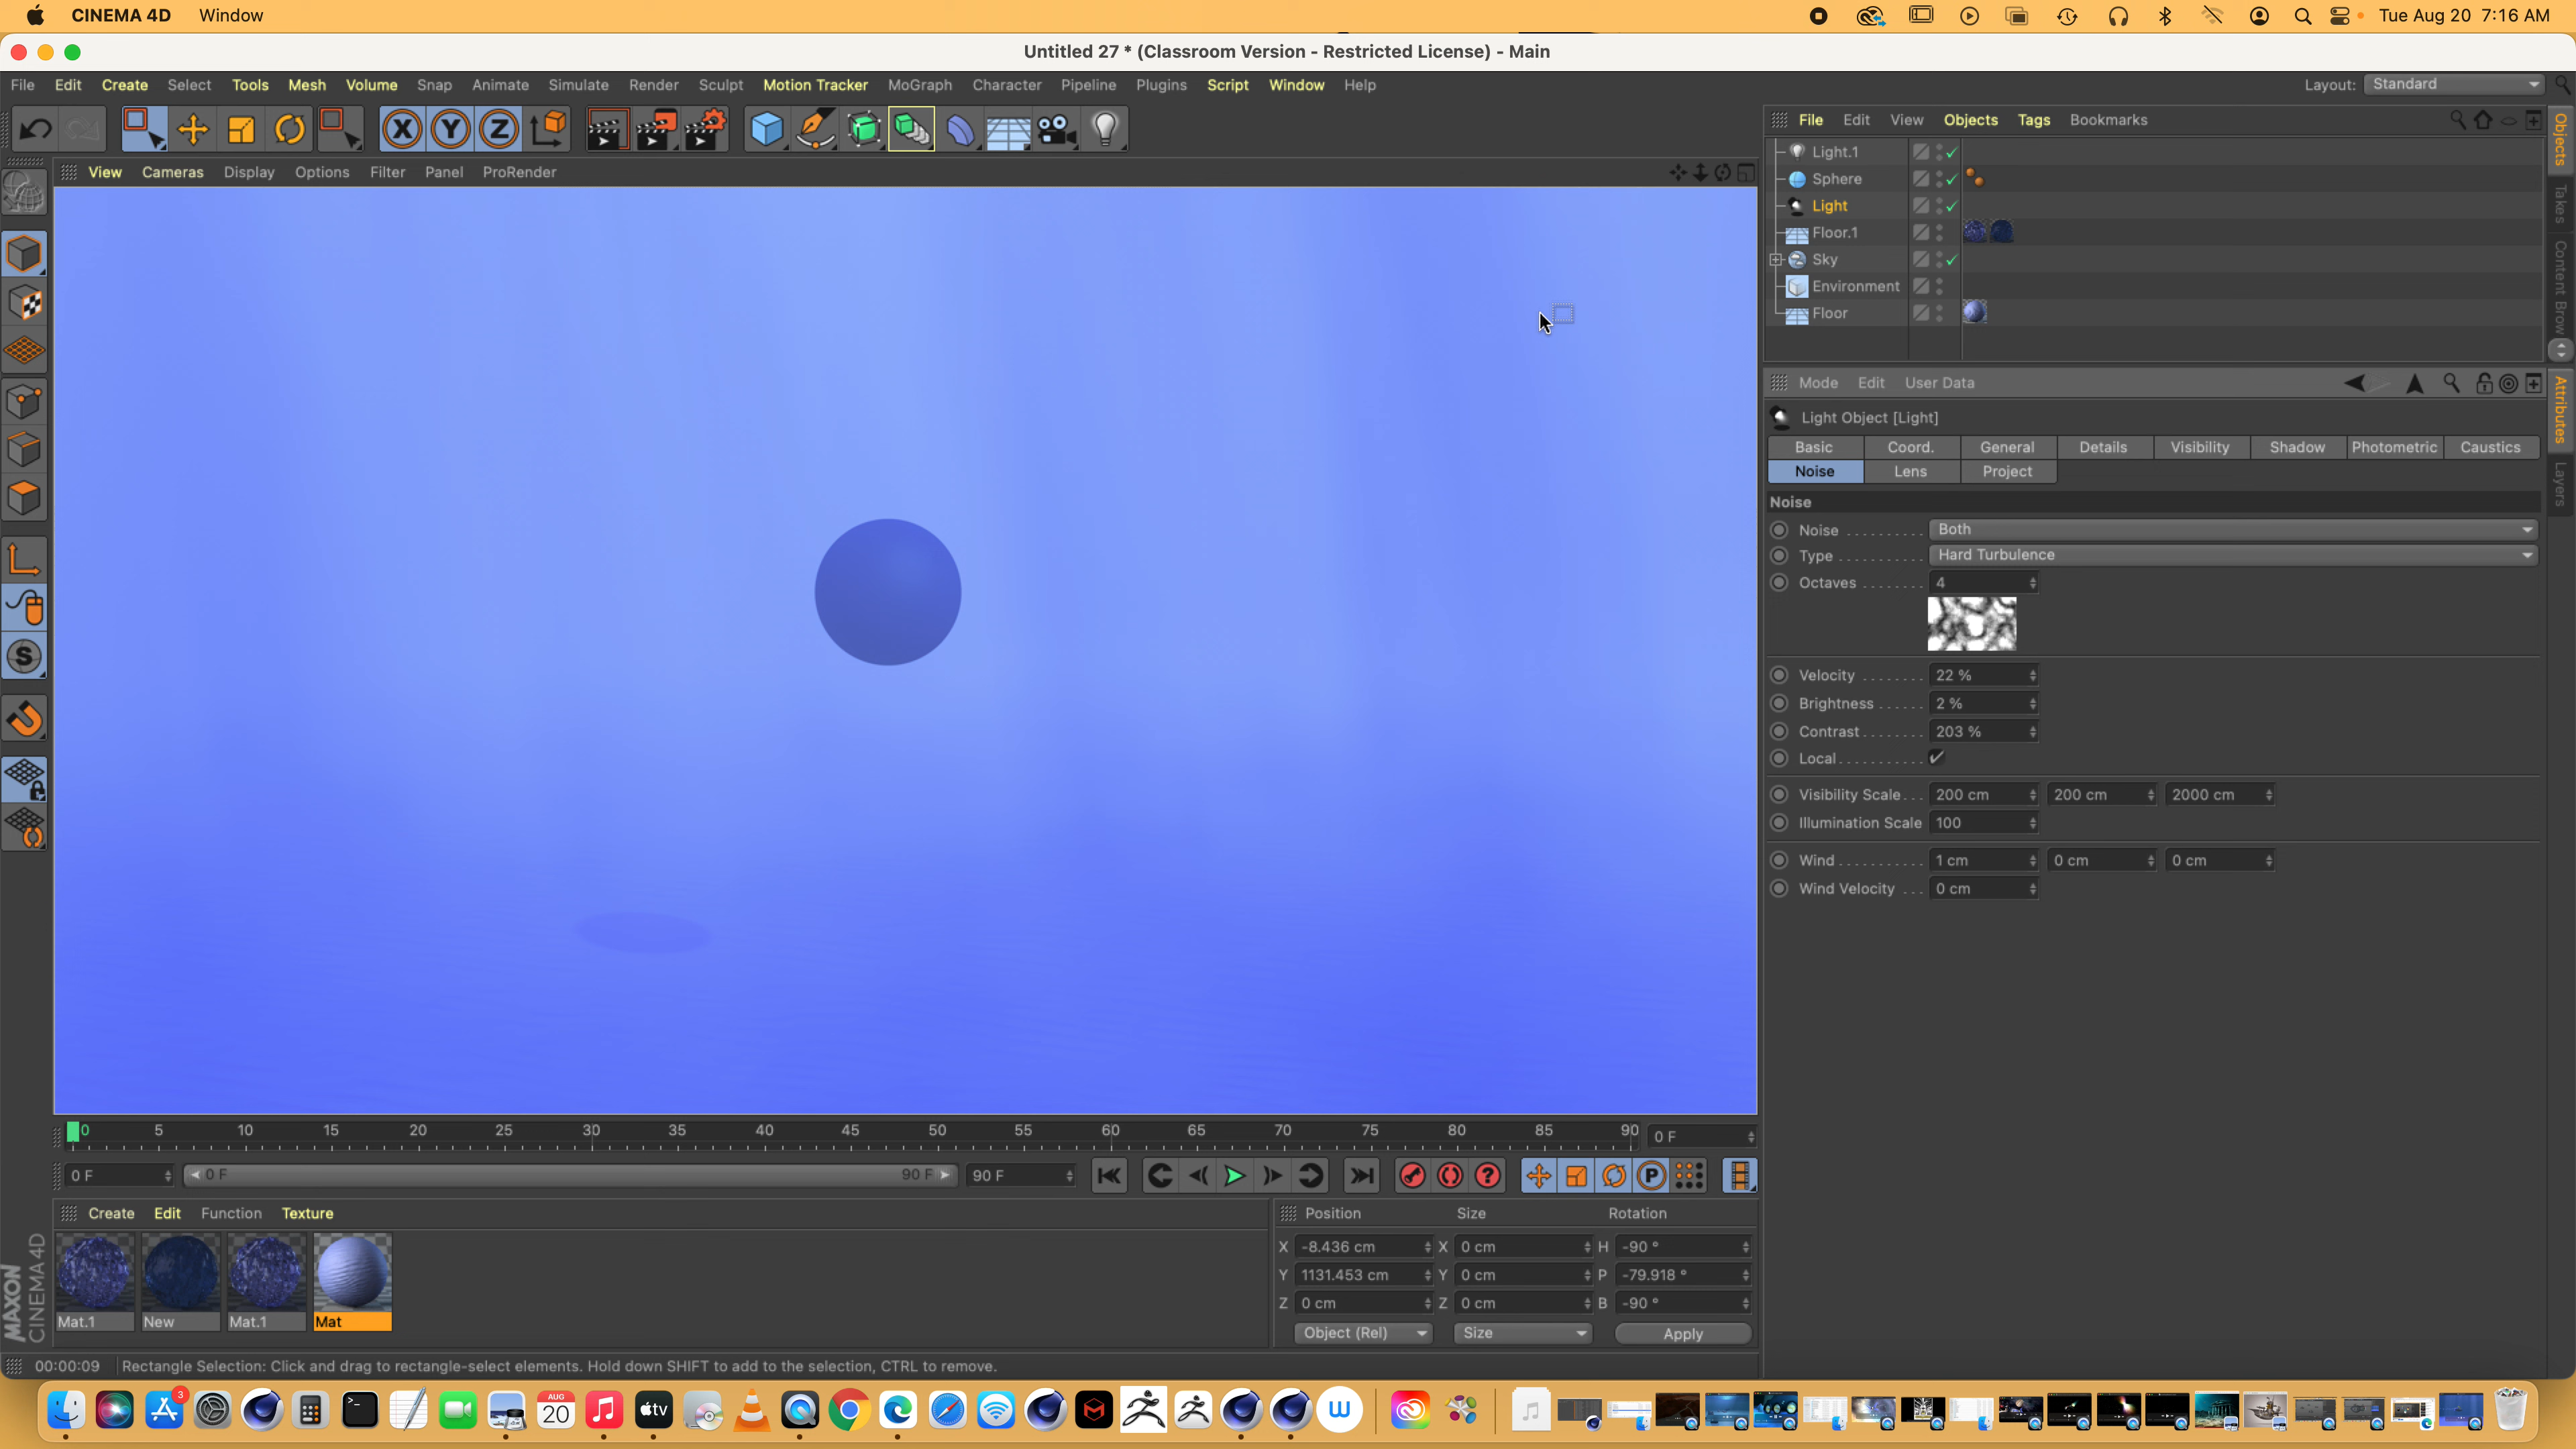 CINEMA 4D Window Tue Aug 20 7:16 AM
Untitled 27 * (Classroom Version - Restricted License) - Main
File Edit Create Select Tools Mesh Volume Snap Animate Simulate Render Sculpt Motion Tracker MoGraph Character Pipeline Plugins Script Window Help Layout: Standard
X Y Z
File Edit View Objects Tags Bookmarks
View Cameras Display Options Filter Panel ProRender
Light.1
Sphere
Light
Floor.1
Sky
Environment
Floor
Objects
Takes
Content Brow
Attributes
Layers
Mode Edit User Data
Light Object [Light]
Basic Coord. General Details Visibility Shadow Photometric Caustics
Noise Lens Project
Noise
Noise Both
Type Hard Turbulence
Octaves 4
Velocity 22 %
Brightness 2 %
Contrast 203 %
Local
Visibility Scale 200 cm 200 cm 2000 cm
Illumination Scale 100
Wind 1 cm 0 cm 0 cm
Wind Velocity 0 cm
S
0 5 10 15 20 25 30 35 40 45 50 55 60 65 70 75 80 85 90 0 F
0 F 0 F 90 F 90 F ? P
Create Edit Function Texture
Position Size Rotation
X -8.436 cm X 0 cm H -90 °
Y 1131.453 cm Y 0 cm P -79.918 °
Z 0 cm Z 0 cm B -90 °
Object (Rel) Size Apply
Mat.1 New Mat.1 Mat
MAXON
CINEMA 4D
00:00:09 Rectangle Selection: Click and drag to rectangle-select elements. Hold down SHIFT to add to the selection, CTRL to remove.
3
AUG
20
tv